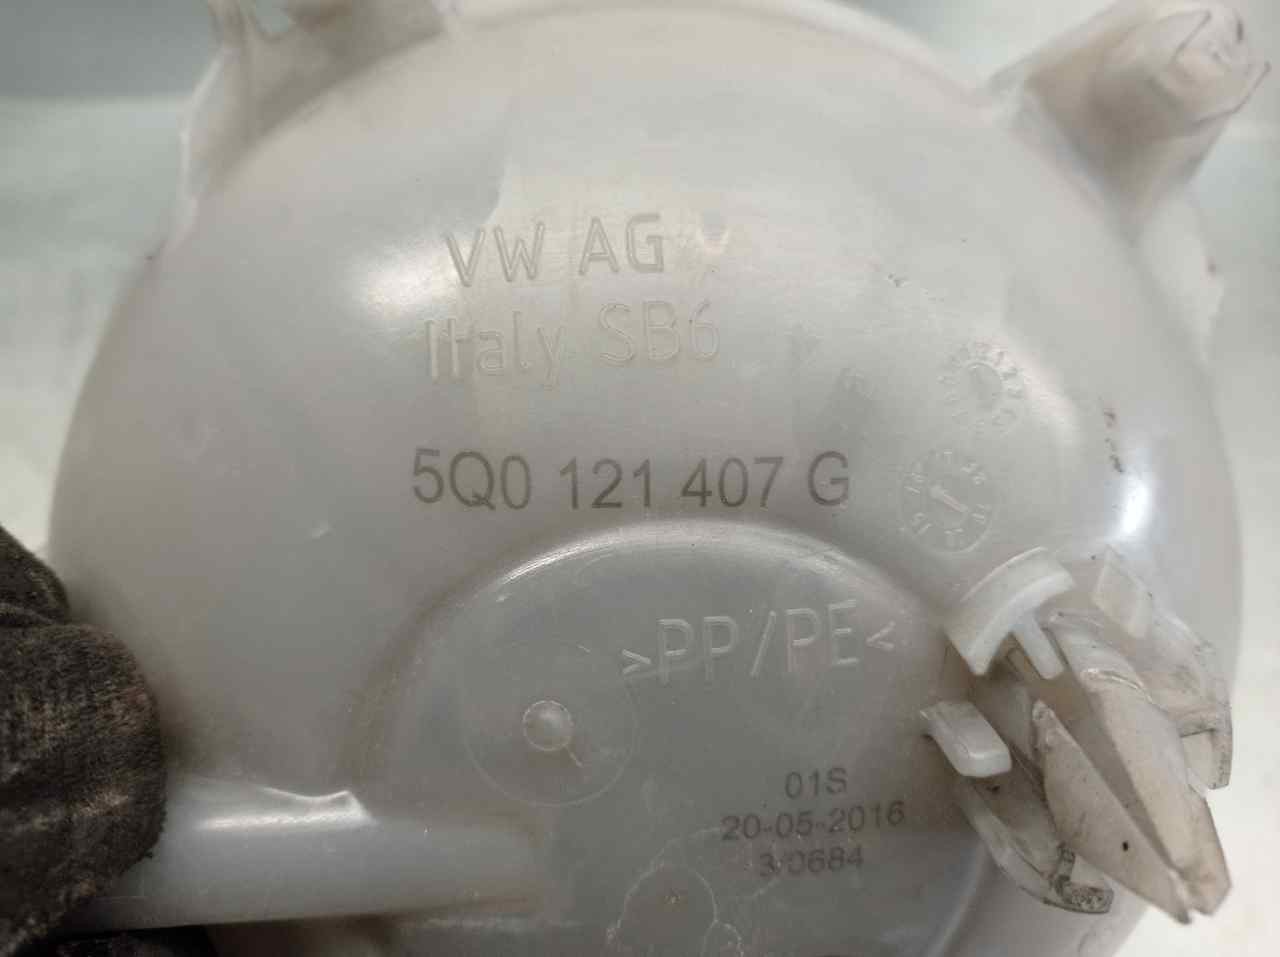 VW AG
Italy SB6
5Q0 121 407 G
>PP/PE<
01S
20-05-2016
3/0684